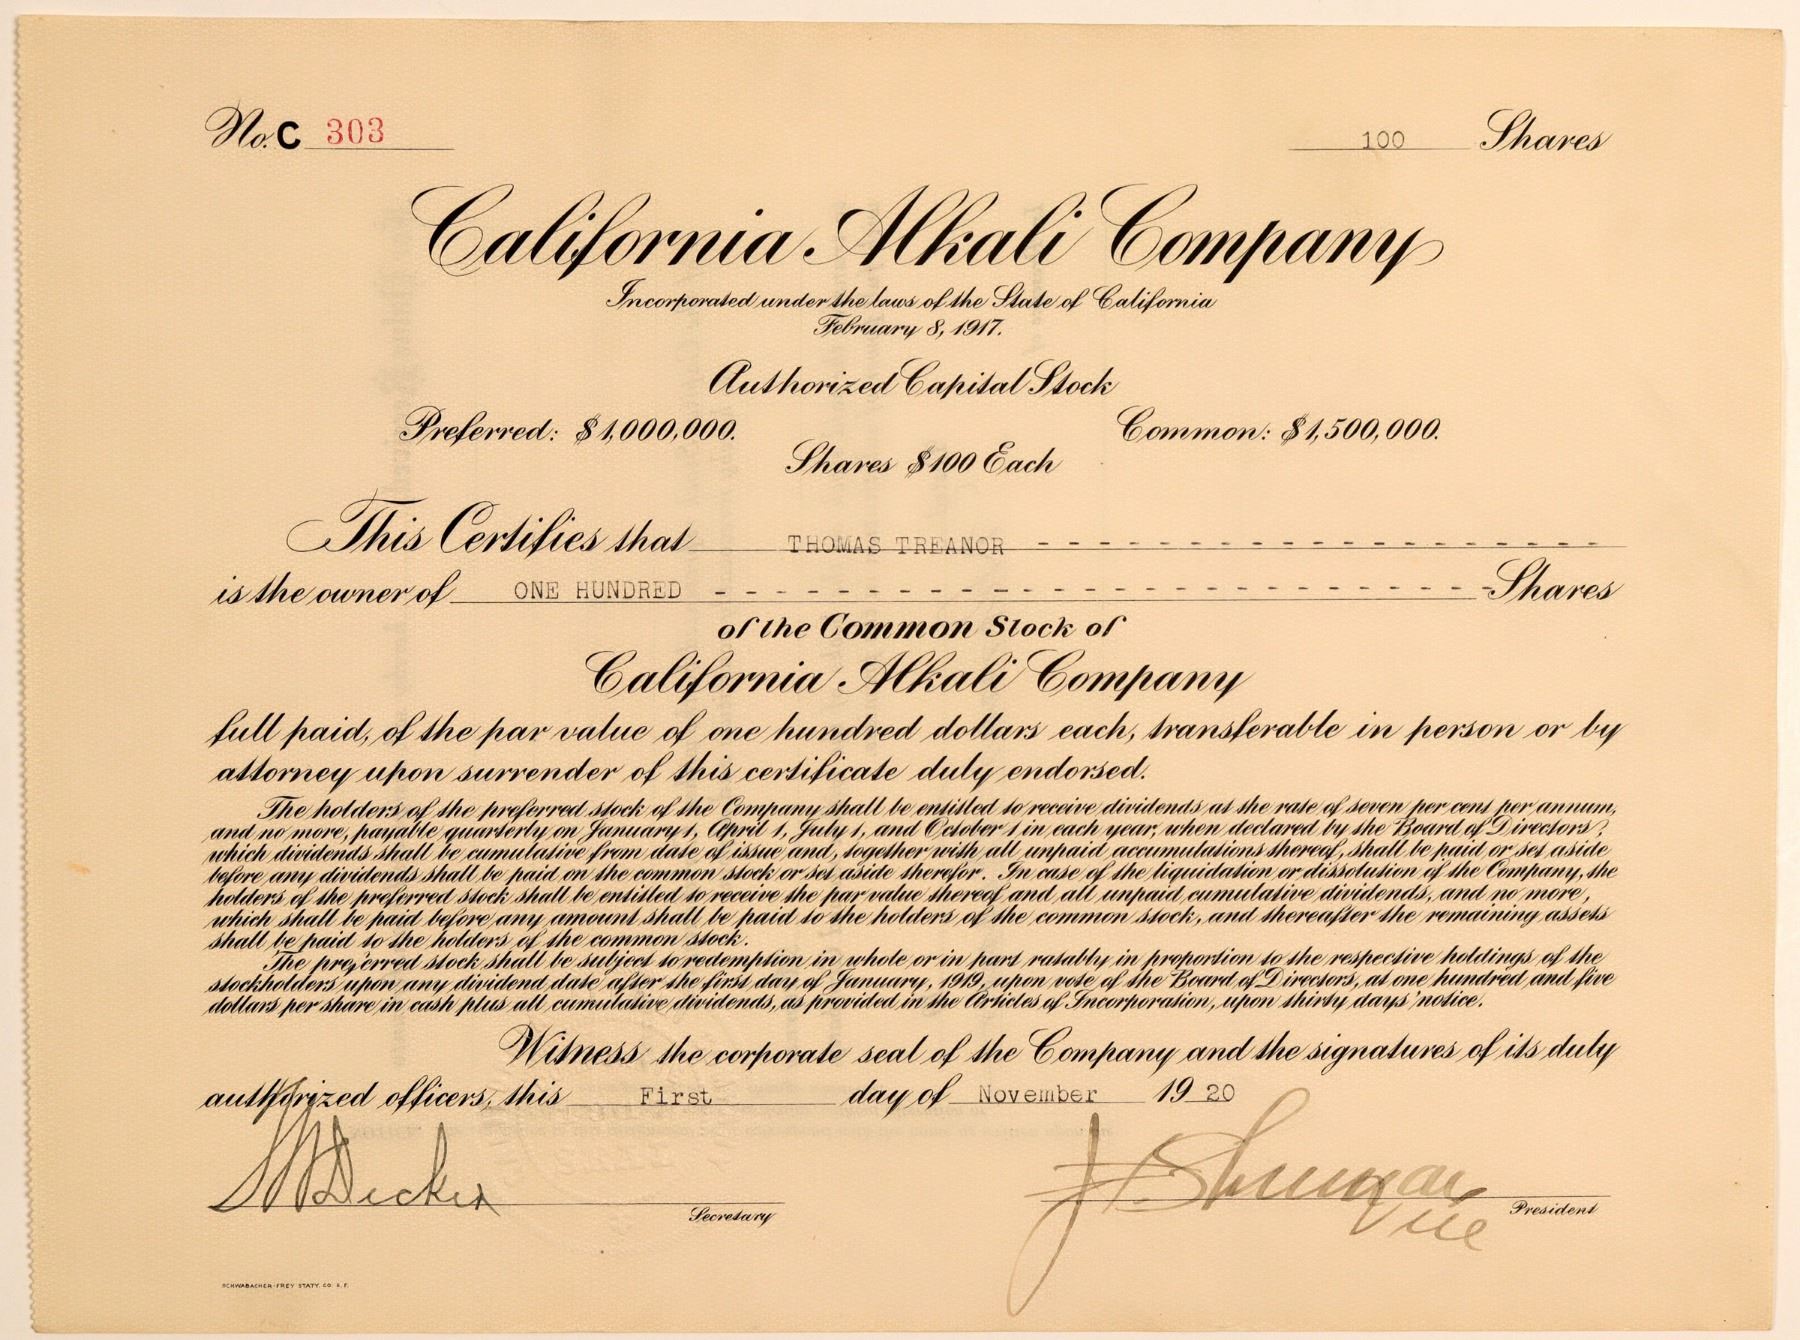 No. C 303
100 Shares
California Alkali Company
Incorporated under the laws of the State of California
February 8, 1917.
Authorized Capital Stock
Preferred: $1,000,000. Common: $1,500,000.
Shares $100 Each
This Certifies that THOMAS TREANOR - - - - - - - - - - - - - - - - - - -
is the owner of ONE HUNDRED - - - - - - - - - - - - - - - - - - - - - - - - - - Shares
of the Common Stock of
California Alkali Company
full paid, of the par value of one hundred dollars each, transferable in person or by
attorney upon surrender of this certificate duly endorsed.
The holders of the preferred stock of the Company shall be entitled to receive dividends at the rate of seven per cent per annum,
and no more, payable quarterly on January 1, April 1, July 1, and October 1 in each year, when declared by the Board of Directors,
which dividends shall be cumulative from date of issue and, together with all unpaid accumulations thereof, shall be paid or set aside
before any dividends shall be paid on the common stock or set aside therefor. In case of the liquidation or dissolution of the Company, the
holders of the preferred stock shall be entitled to receive the par value thereof and all unpaid cumulative dividends, and no more,
which shall be paid before any amount shall be paid to the holders of the common stock, and thereafter the remaining assets
shall be paid to the holders of the common stock.
The preferred stock shall be subject to redemption in whole or in part ratably in proportion to the respective holdings of the
stockholders upon any dividend date after the first day of January, 1919, upon vote of the Board of Directors, at one hundred and five
dollars per share in cash plus all cumulative dividends, as provided in the Articles of Incorporation, upon thirty days' notice.
Witness the corporate seal of the Company and the signatures of its duly
authorized officers, this First day of November 19 20
Decker
Secretary
Vice President
SCHWABACHER-FREY STATY. CO. S. F.